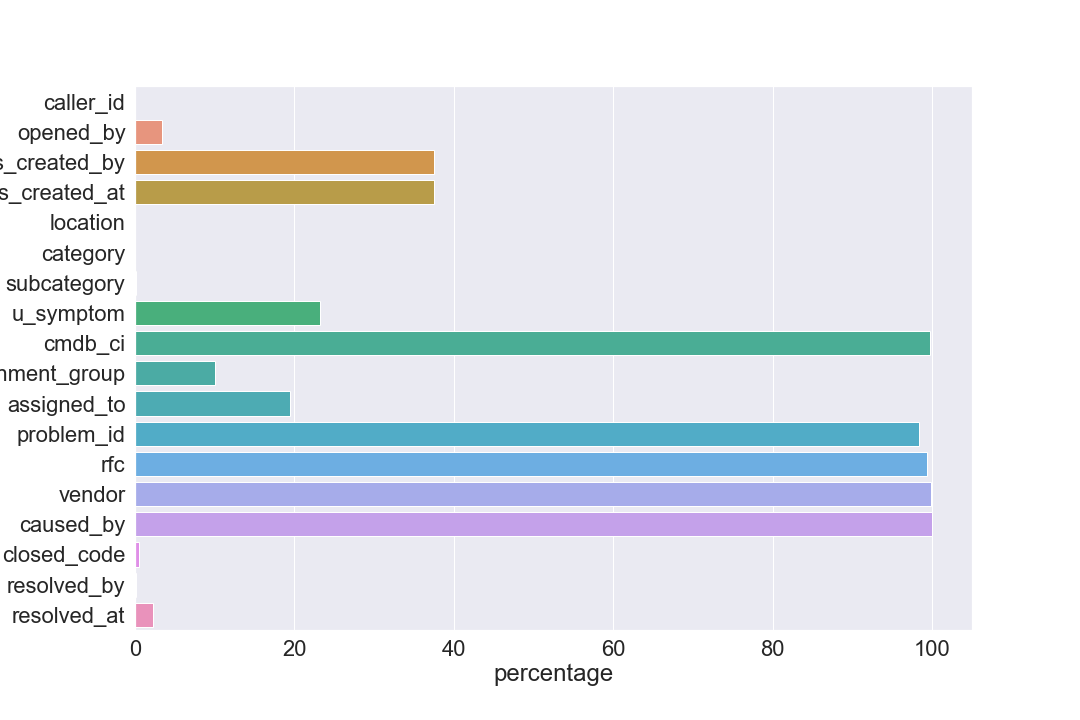 caller_id
opened_by
s_created_by
s_created_at
location
category
subcategory
u_symptom
cmdb_ci
nment_group
assigned_to
problem_id
rfc
vendor
caused_by
closed_code
resolved_by
resolved_at
0 20 40 60 80 100
percentage